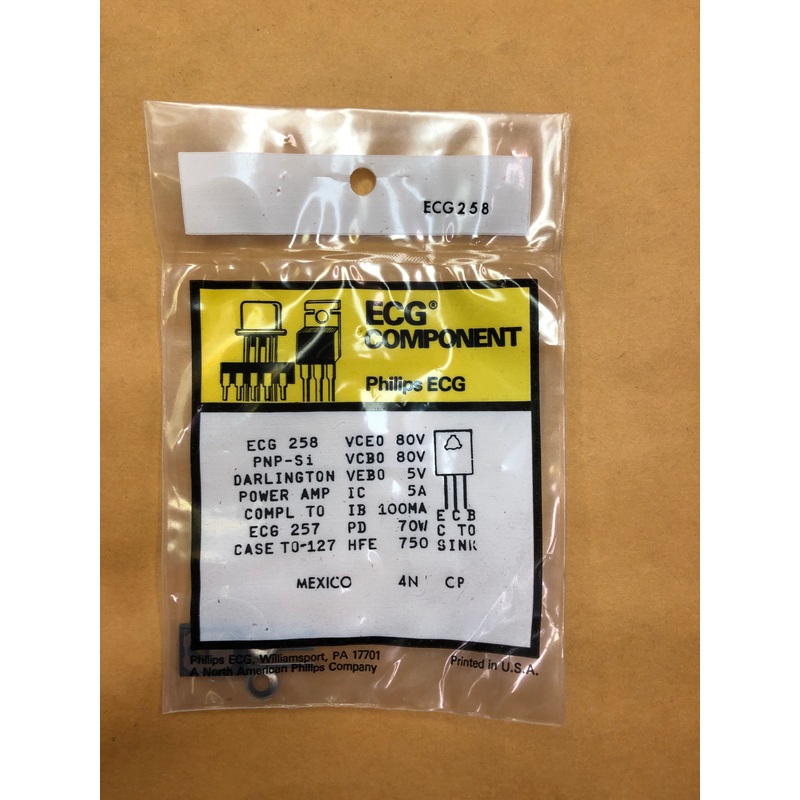 ECG258
ECG®
COMPONENT
Philips ECG
ECG 258 VCEO 80V
PNP-Si VCBO 80V
DARLINGTON VEBO 5V
POWER AMP IC 5A
COMPL TO IB 100MA E C B
ECG 257 PD 70W C TO
CASE TO-127 HFE 750 SINK
MEXICO 4N CP
Philips ECG, Williamsport, PA 17701
A North American Philips Company
Printed in U.S.A.